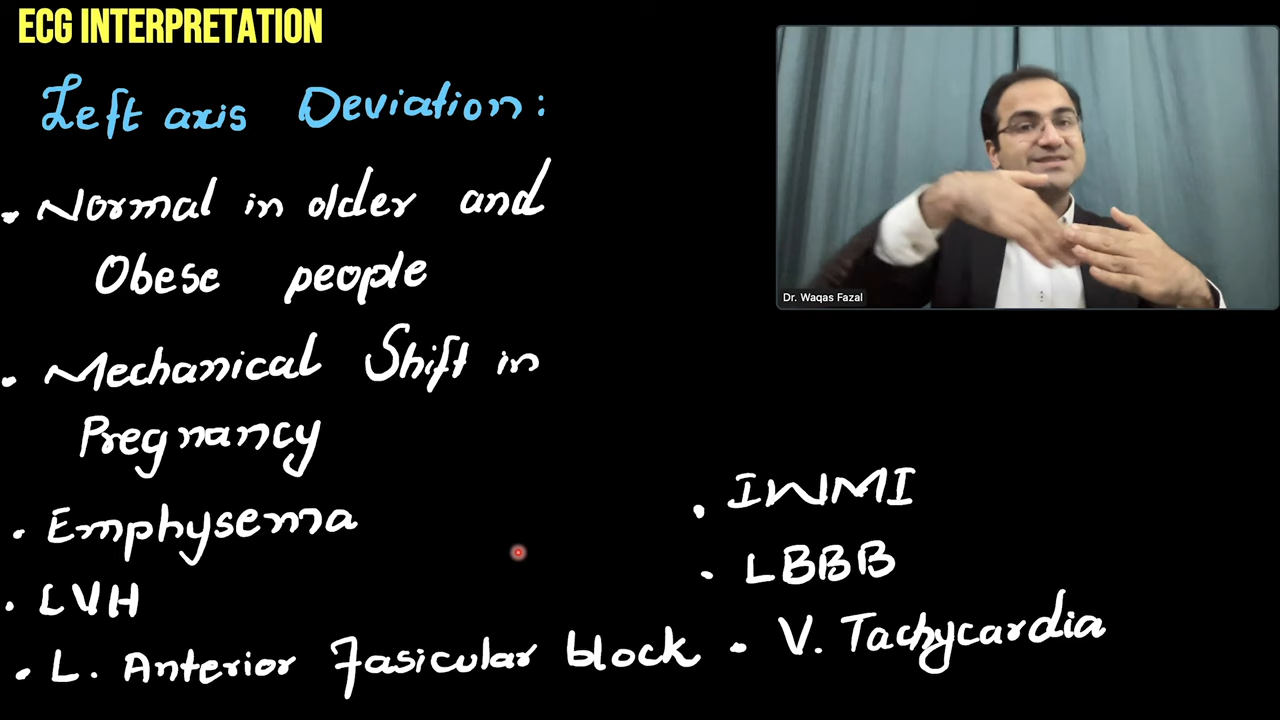 ECG INTERPRETATION
Left axis Deviation:
• Normal in older and
Obese people
• Mechanical Shift in
Pregnancy
• Emphysema
• LVH
• L. Anterior Fasicular block
• IWMI
• LBBB
• V. Tachycardia
Dr. Waqas Fazal